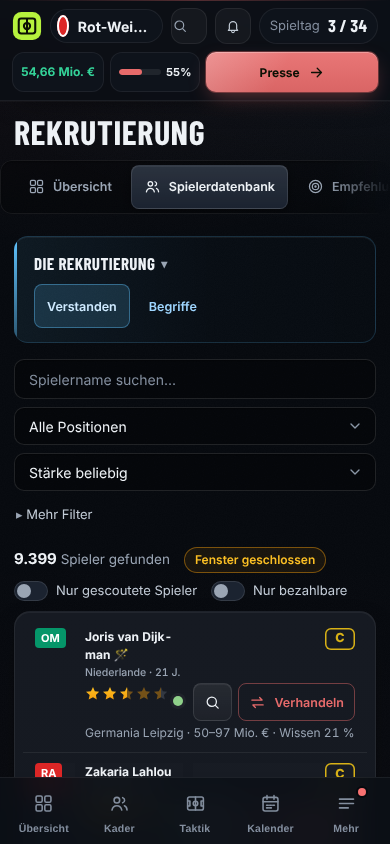 Rot-Wei...
Spieltag 3 / 34
54,66 Mio. €
55%
Presse →
REKRUTIERUNG
Übersicht
Spielerdatenbank
Empfehlu
DIE REKRUTIERUNG ▾
Verstanden
Begriffe
Spielername suchen...
Alle Positionen
Stärke beliebig
▸ Mehr Filter
9.399 Spieler gefunden
Fenster geschlossen
Nur gescoutete Spieler
Nur bezahlbare
OM
Joris van Dijk-
man
C
Niederlande · 21 J.
Verhandeln
Germania Leipzig · 50–97 Mio. € · Wissen 21 %
RA
Zakaria Lahlou
C
Übersicht
Kader
Taktik
Kalender
Mehr